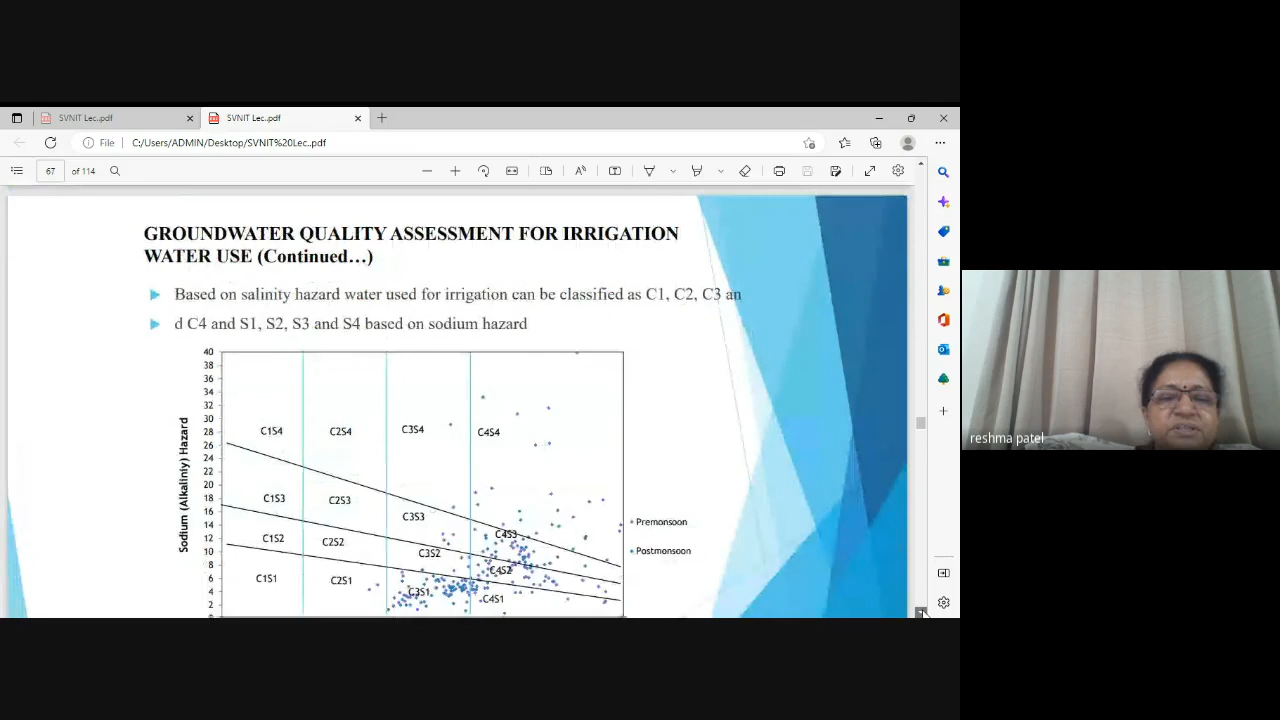 SVNIT Lec..pdf
SVNIT Lec..pdf
File
C:/Users/ADMIN/Desktop/SVNIT%20Lec..pdf
67 of 114
GROUNDWATER QUALITY ASSESSMENT FOR IRRIGATION
WATER USE (Continued…)
Based on salinity hazard water used for irrigation can be classified as C1, C2, C3 an
d C4 and S1, S2, S3 and S4 based on sodium hazard
Sodium (Alkaliniy) Hazard
40
38
36
34
32
30
28
26
24
22
20
18
16
14
12
10
8
6
4
2
C1S4 C2S4 C3S4 C4S4
C1S3 C2S3 C3S3 C4S3
C1S2 C2S2 C3S2 C4S2
C1S1 C2S1 C3S1 C4S1
Premonsoon
Postmonsoon
reshma patel